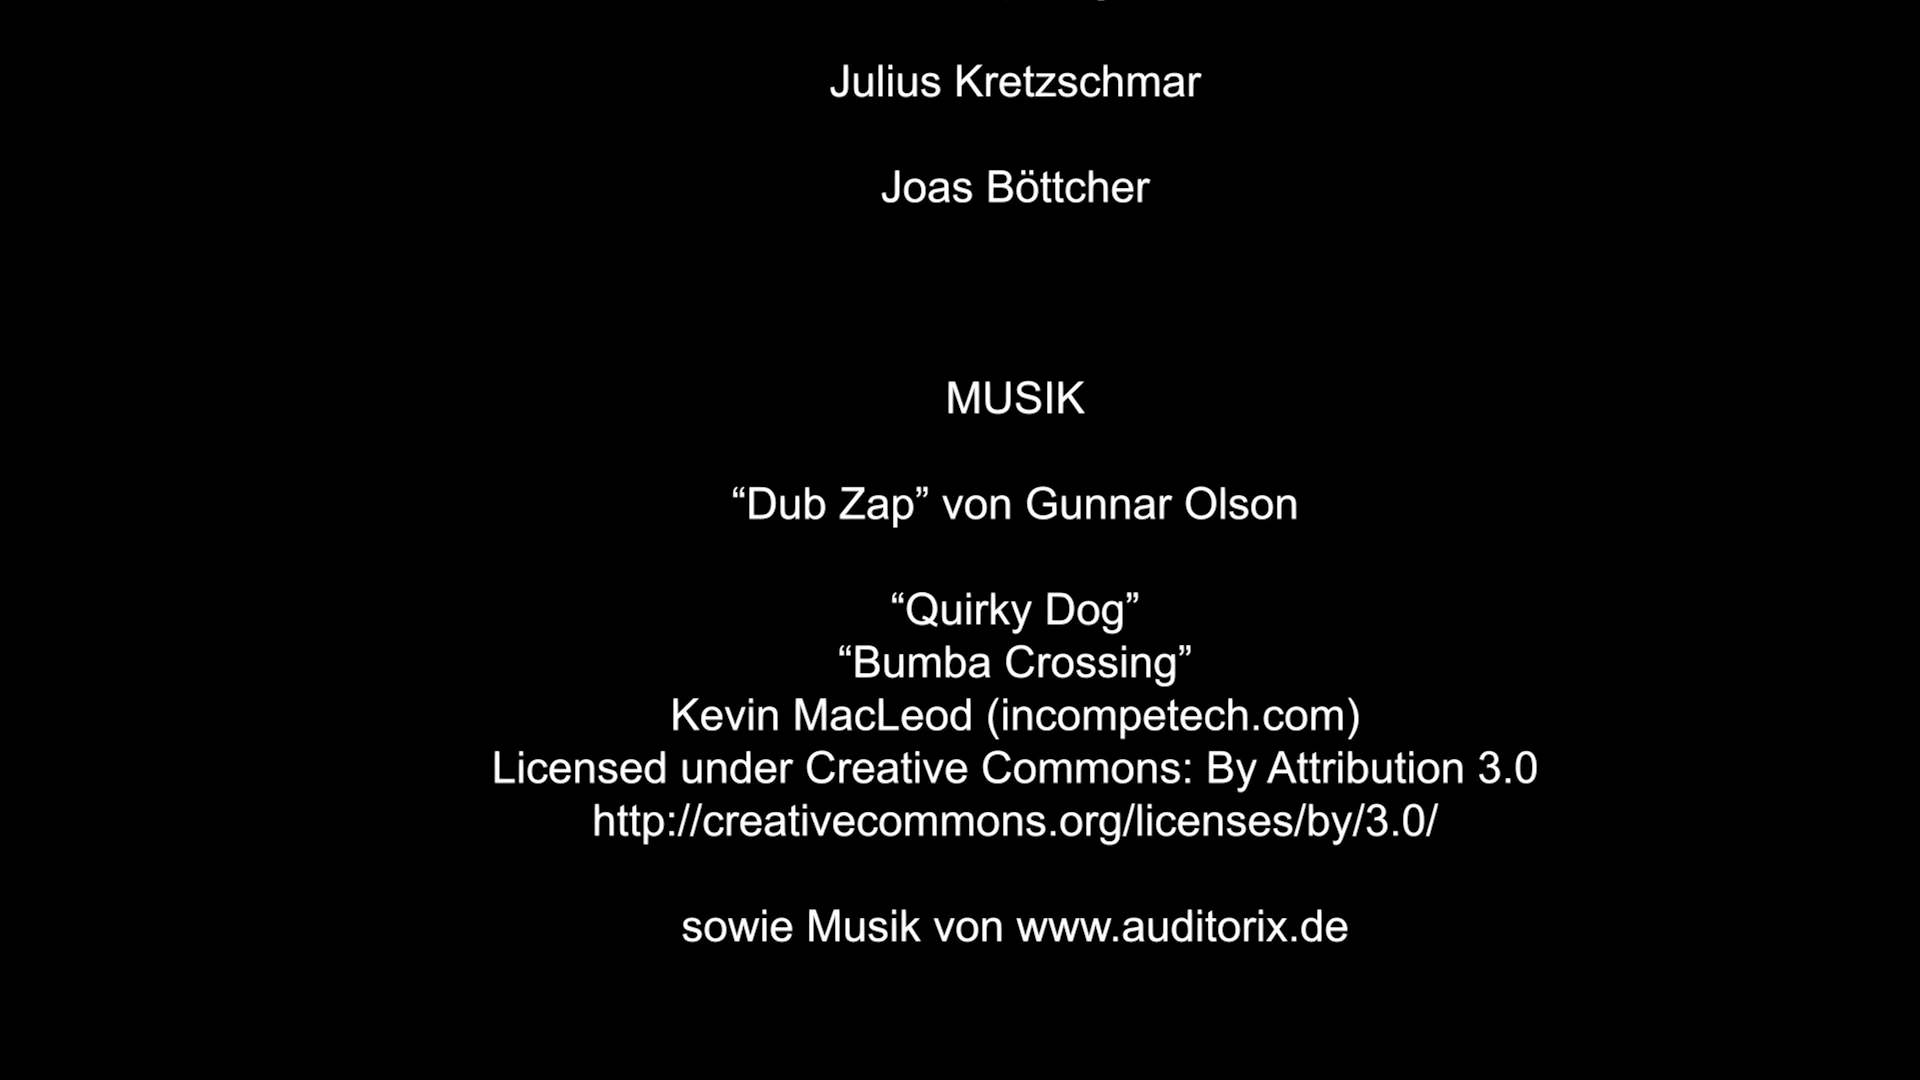 Julius Kretzschmar
Joas Böttcher
MUSIK
“Dub Zap” von Gunnar Olson
“Quirky Dog”
“Bumba Crossing”
Kevin MacLeod (incompetech.com)
Licensed under Creative Commons: By Attribution 3.0
http://creativecommons.org/licenses/by/3.0/
sowie Musik von www.auditorix.de